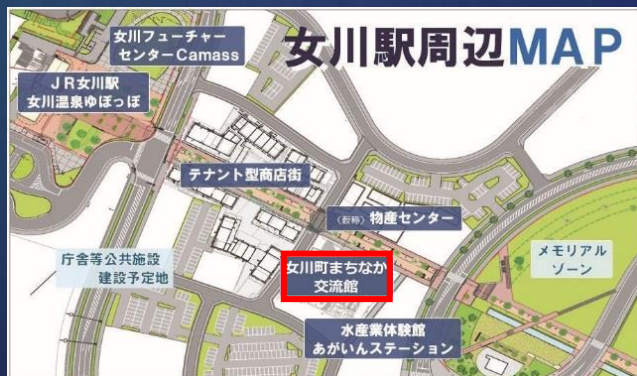 女川駅周辺MAP
女川フューチャー
センターCamass
JR女川駅
女川温泉ゆぽっぽ
テナント型商店街
(仮称)物産センター
庁舎等公共施設
建設予定地
女川町まちなか
交流館
メモリアル
ゾーン
水産業体験館
あがいんステーション